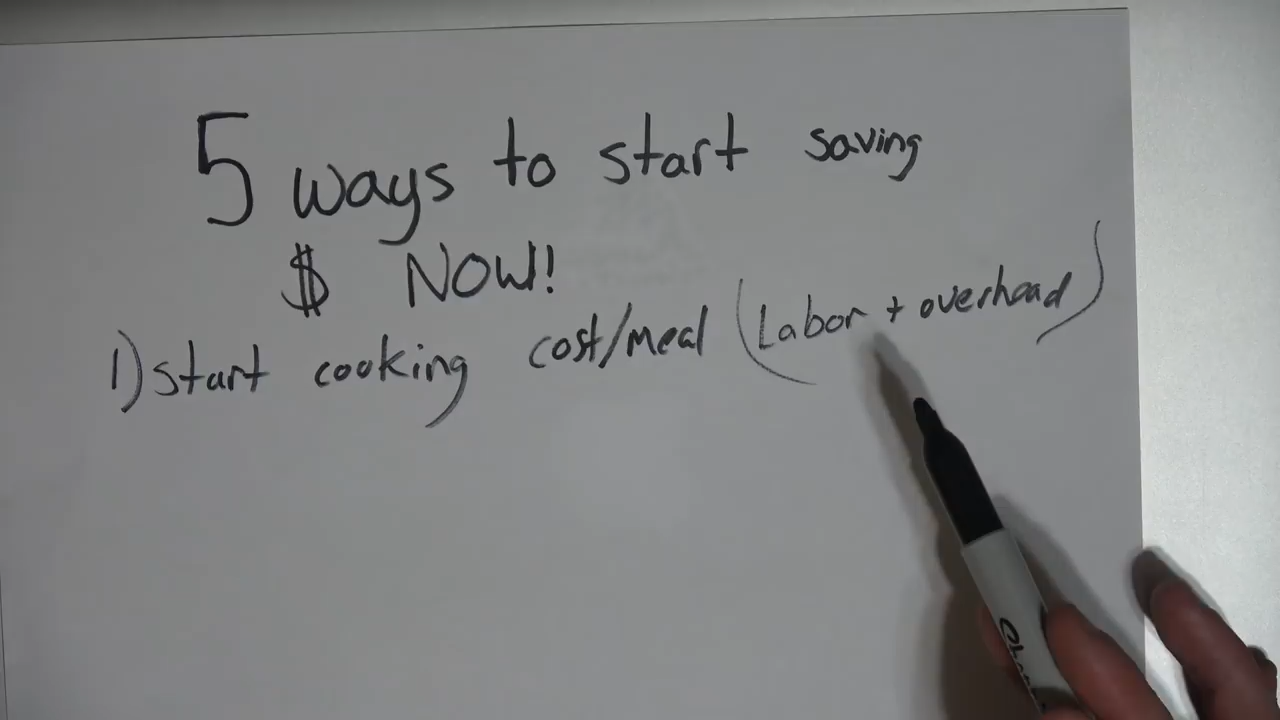 5 ways to start saving
$ NOW!
1) start cooking cost/meal (Labor + overhead)